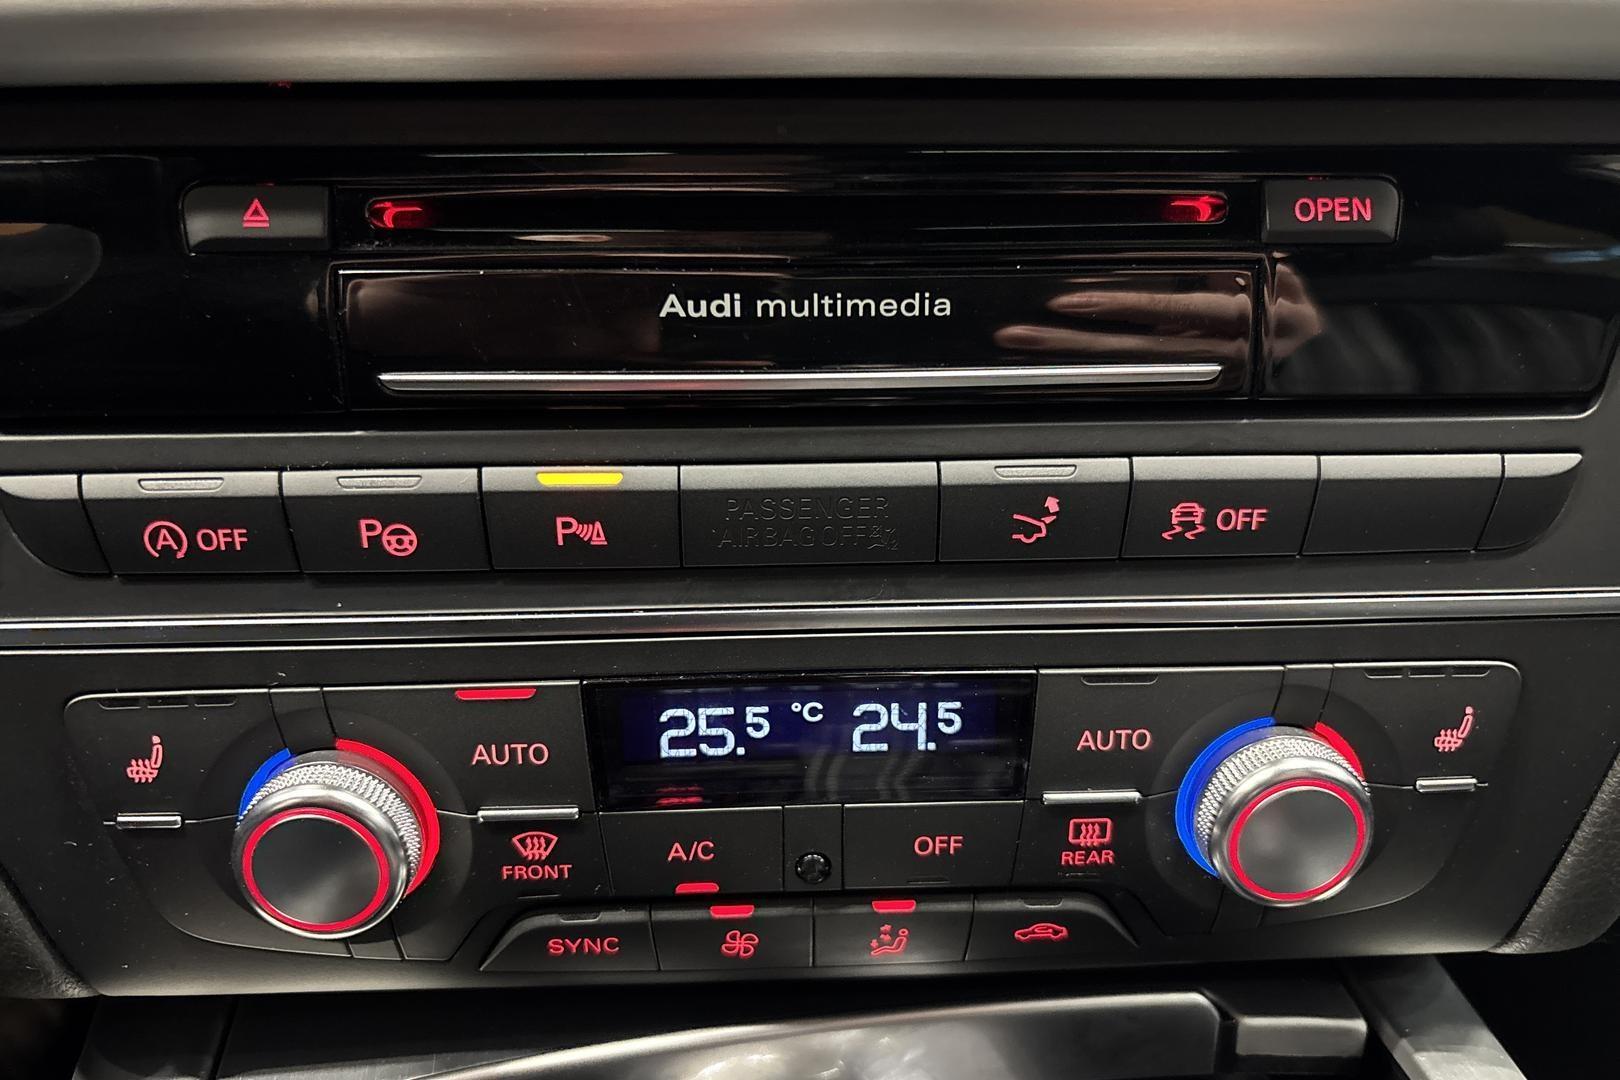 OPEN
Audi multimedia
OFF
P
P
PASSENGER
AIRBAG OFF
OFF
25.5 °C 24.5
AUTO
AUTO
FRONT
A/C
OFF
REAR
SYNC